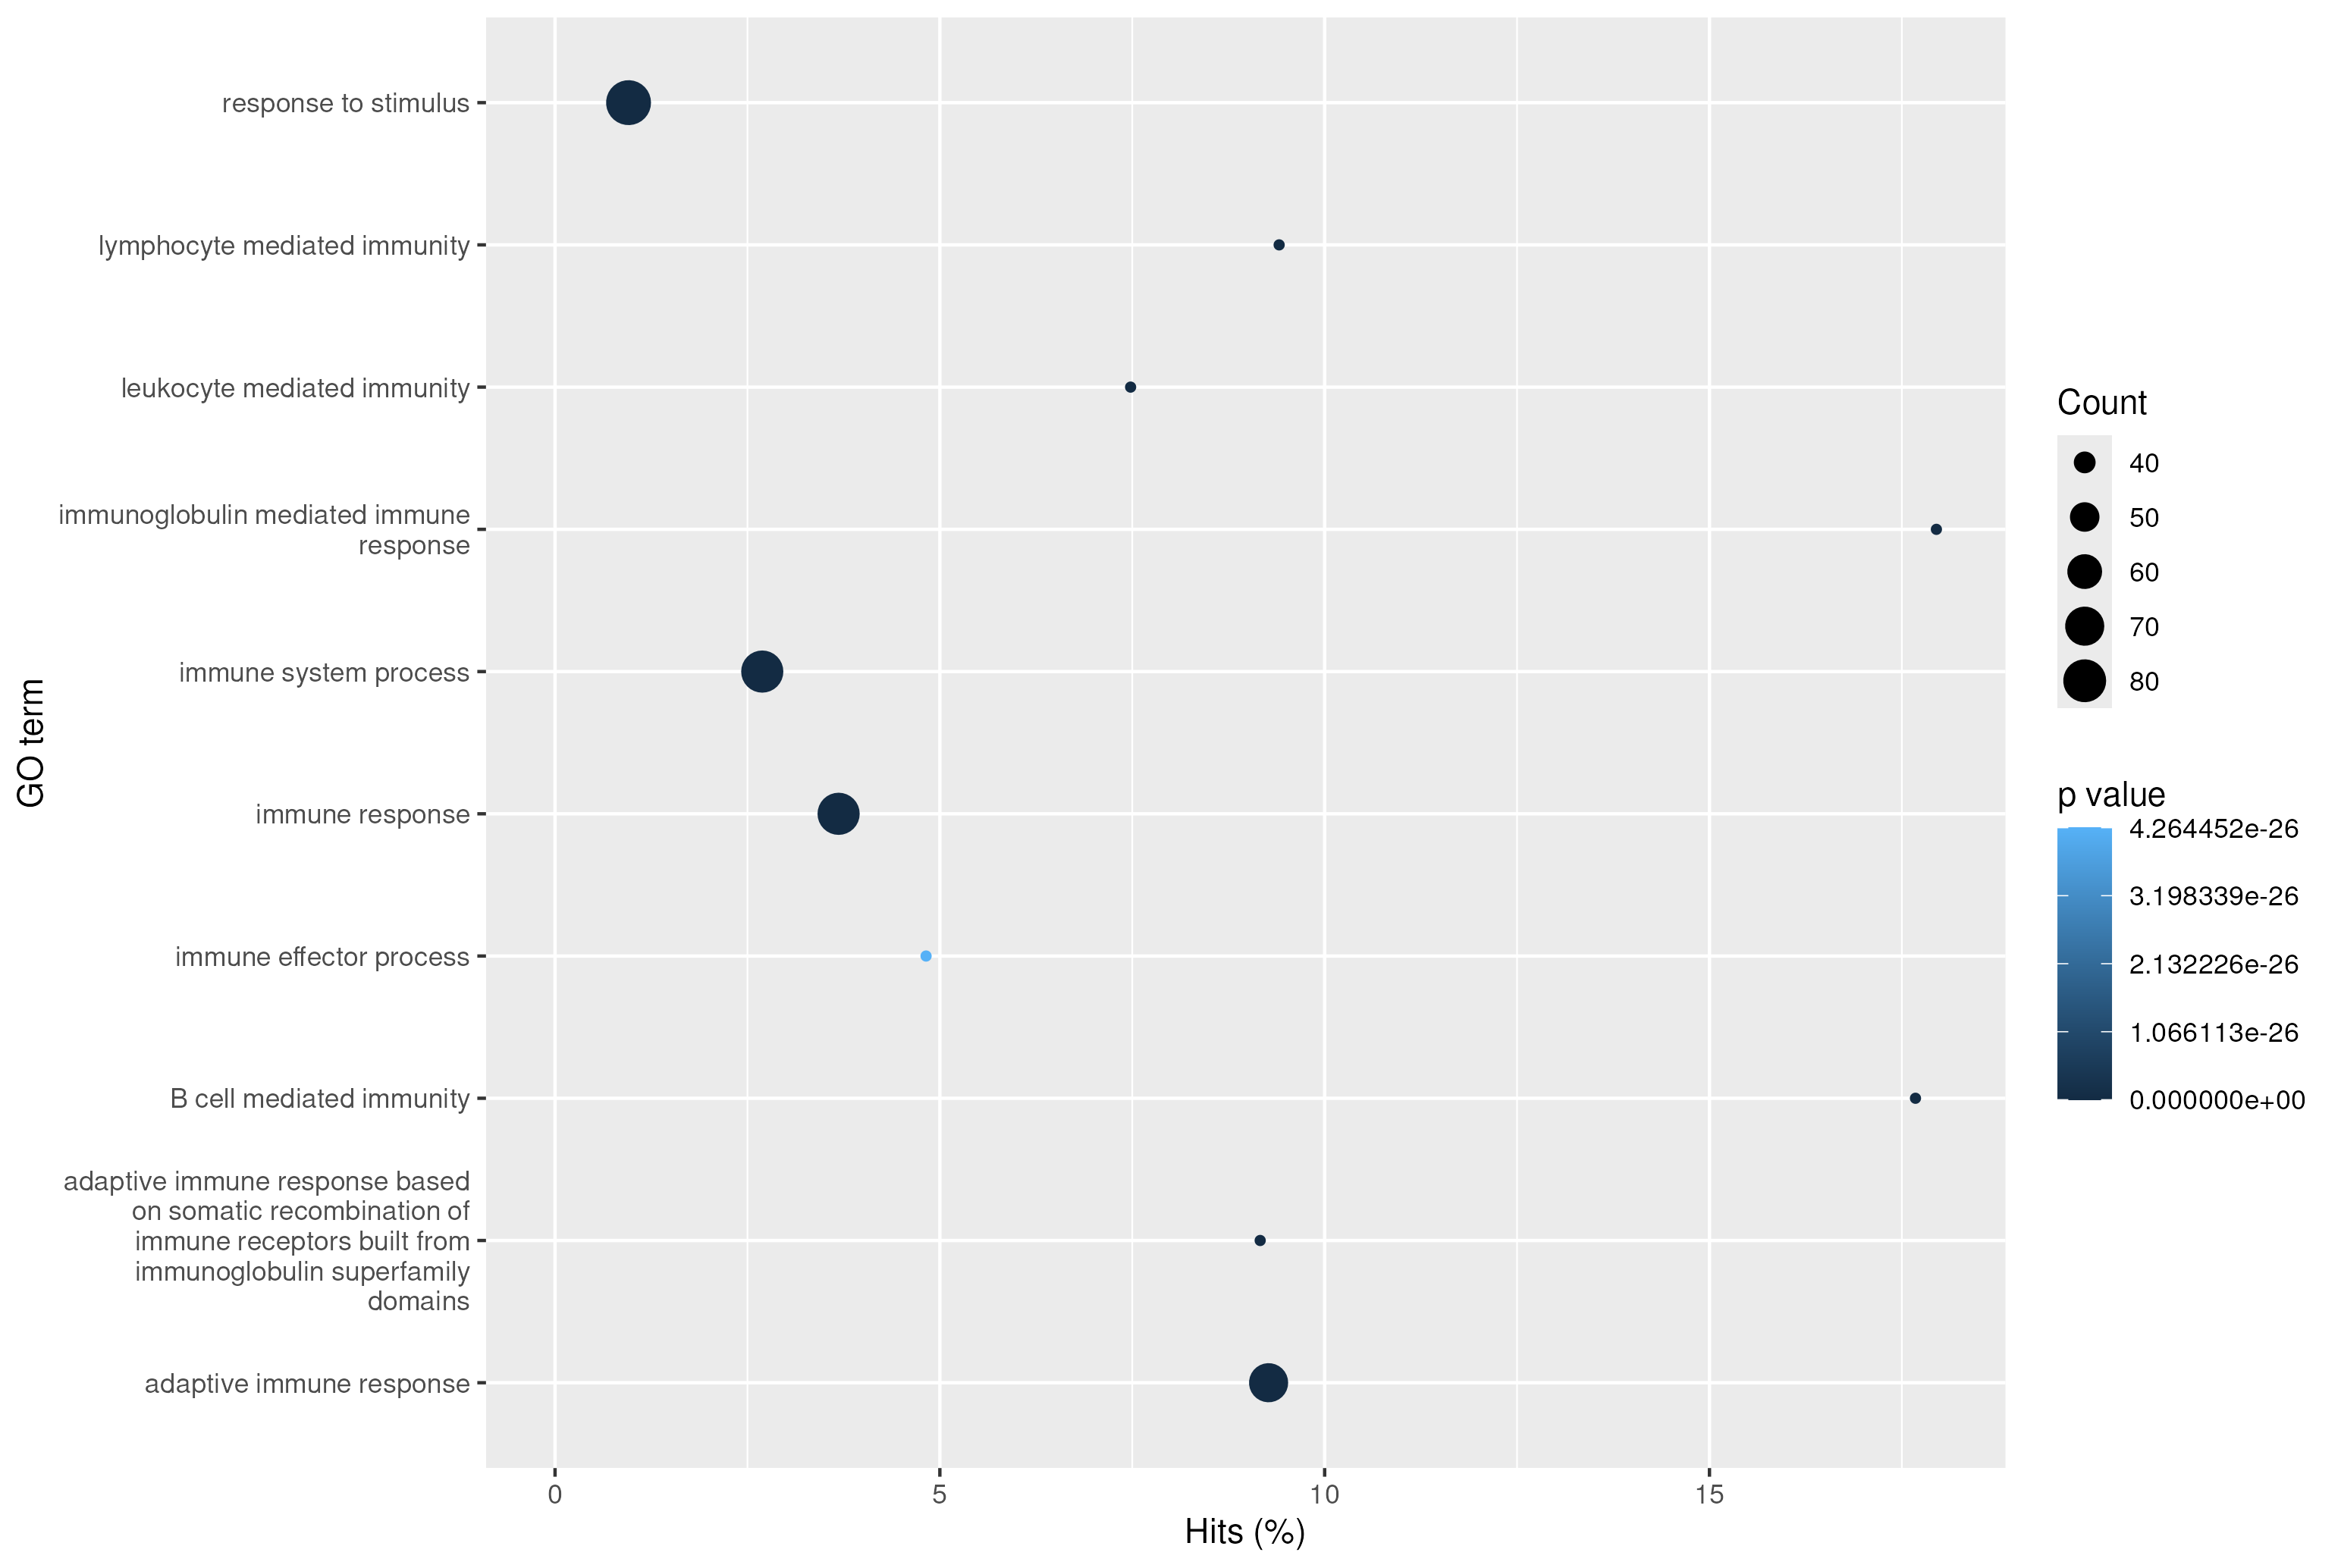 response to stimulus
lymphocyte mediated immunity
leukocyte mediated immunity
immunoglobulin mediated immune
response
immune system process
immune response
immune effector process
B cell mediated immunity
adaptive immune response based
on somatic recombination of
immune receptors built from
immunoglobulin superfamily
domains
adaptive immune response
GO term
0
5
10
15
Hits (%)
Count
40
50
60
70
80
p value
4.264452e-26
3.198339e-26
2.132226e-26
1.066113e-26
0.000000e+00